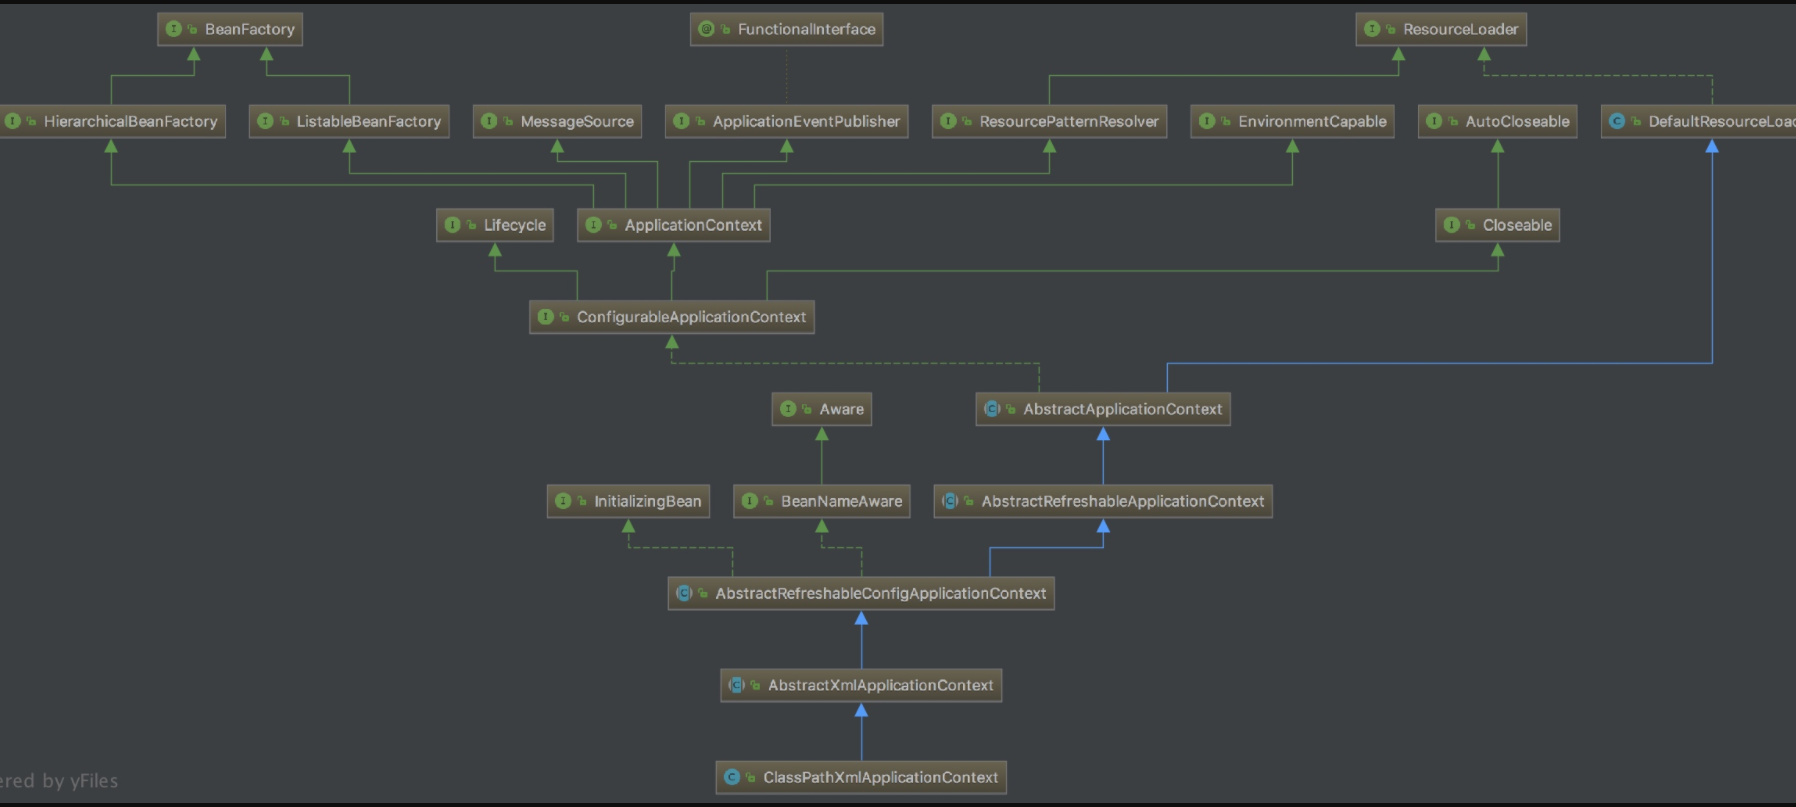 BeanFactory
FunctionalInterface
ResourceLoader
HierarchicalBeanFactory
ListableBeanFactory
MessageSource
ApplicationEventPublisher
ResourcePatternResolver
EnvironmentCapable
AutoCloseable
DefaultResourceLoa
Lifecycle
ApplicationContext
Closeable
ConfigurableApplicationContext
Aware
AbstractApplicationContext
InitializingBean
BeanNameAware
AbstractRefreshableApplicationContext
AbstractRefreshableConfigApplicationContext
AbstractXmlApplicationContext
ClassPathXmlApplicationContext
ered by yFiles